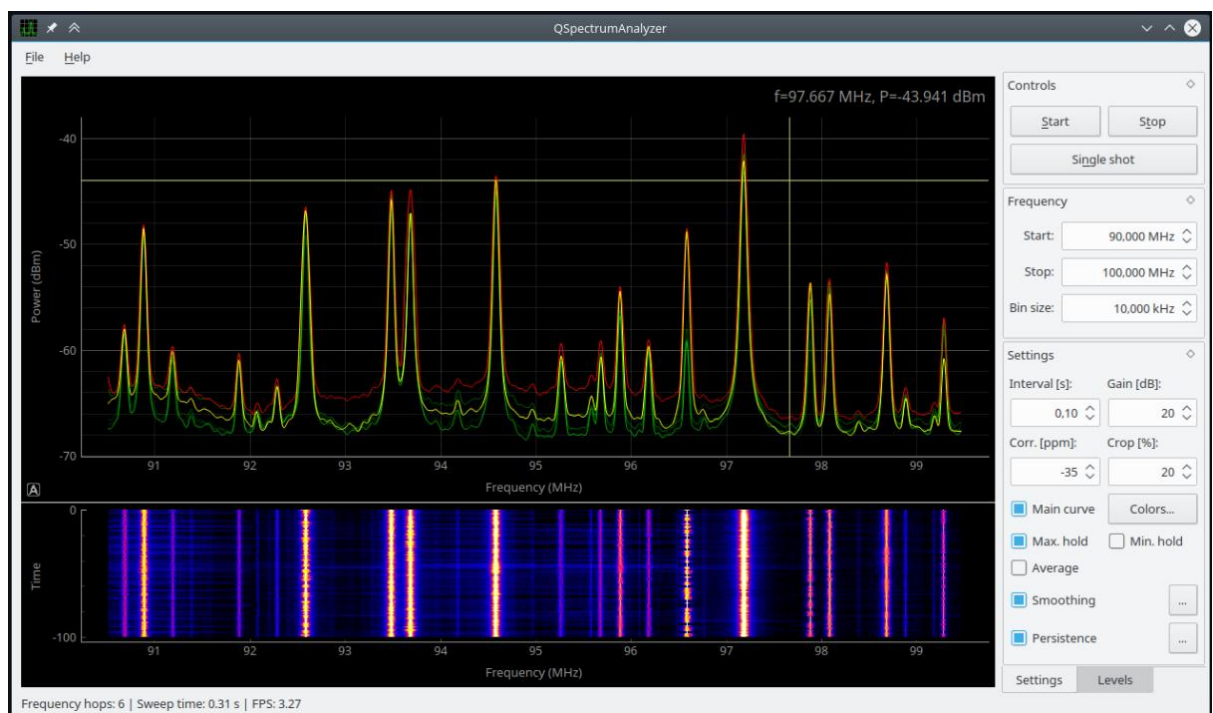 QSpectrumAnalyzer
File Help
f=97.667 MHz, P=-43.941 dBm
-40
-50
-60
-70
Power (dBm)
91 92 93 94 95 96 97 98 99
Frequency (MHz)
A
0
-100
Time
91 92 93 94 95 96 97 98 99
Frequency (MHz)
Controls
Start Stop
Single shot
Frequency
Start: 90,000 MHz
Stop: 100,000 MHz
Bin size: 10,000 kHz
Settings
Interval [s]: Gain [dB]:
0,10 20
Corr. [ppm]: Crop [%]:
-35 20
Main curve Colors...
Max. hold Min. hold
Average
Smoothing ...
Persistence ...
Settings Levels
Frequency hops: 6 | Sweep time: 0.31 s | FPS: 3.27